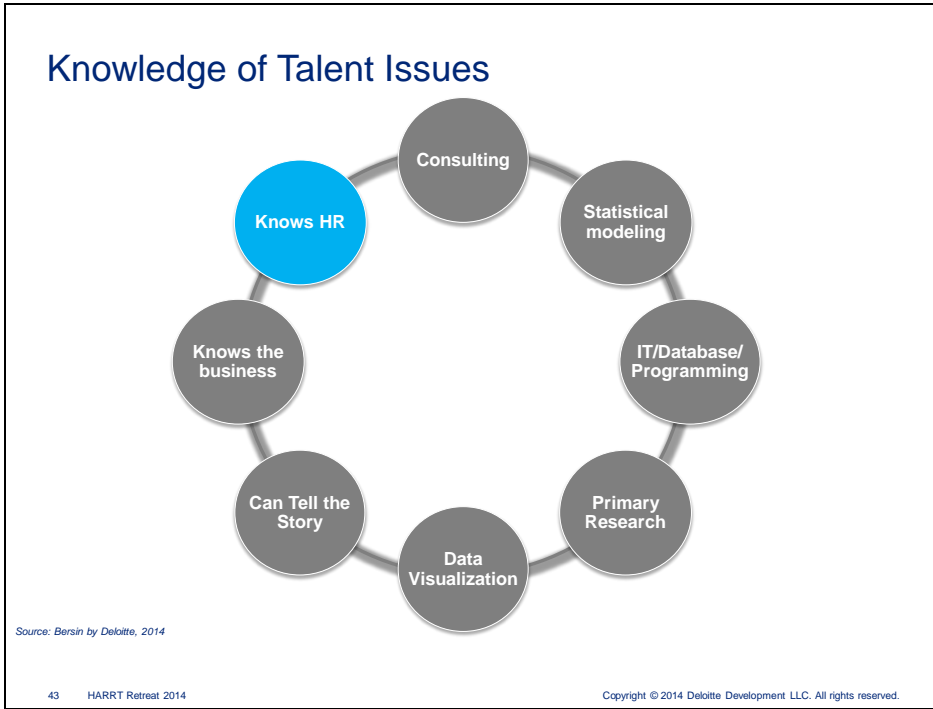 Knowledge of Talent Issues
Consulting
Statistical
modeling
IT/Database/
Programming
Primary
Research
Data
Visualization
Can Tell the
Story
Knows the
business
Knows HR
Source: Bersin by Deloitte, 2014
43 HARRT Retreat 2014
Copyright © 2014 Deloitte Development LLC. All rights reserved.